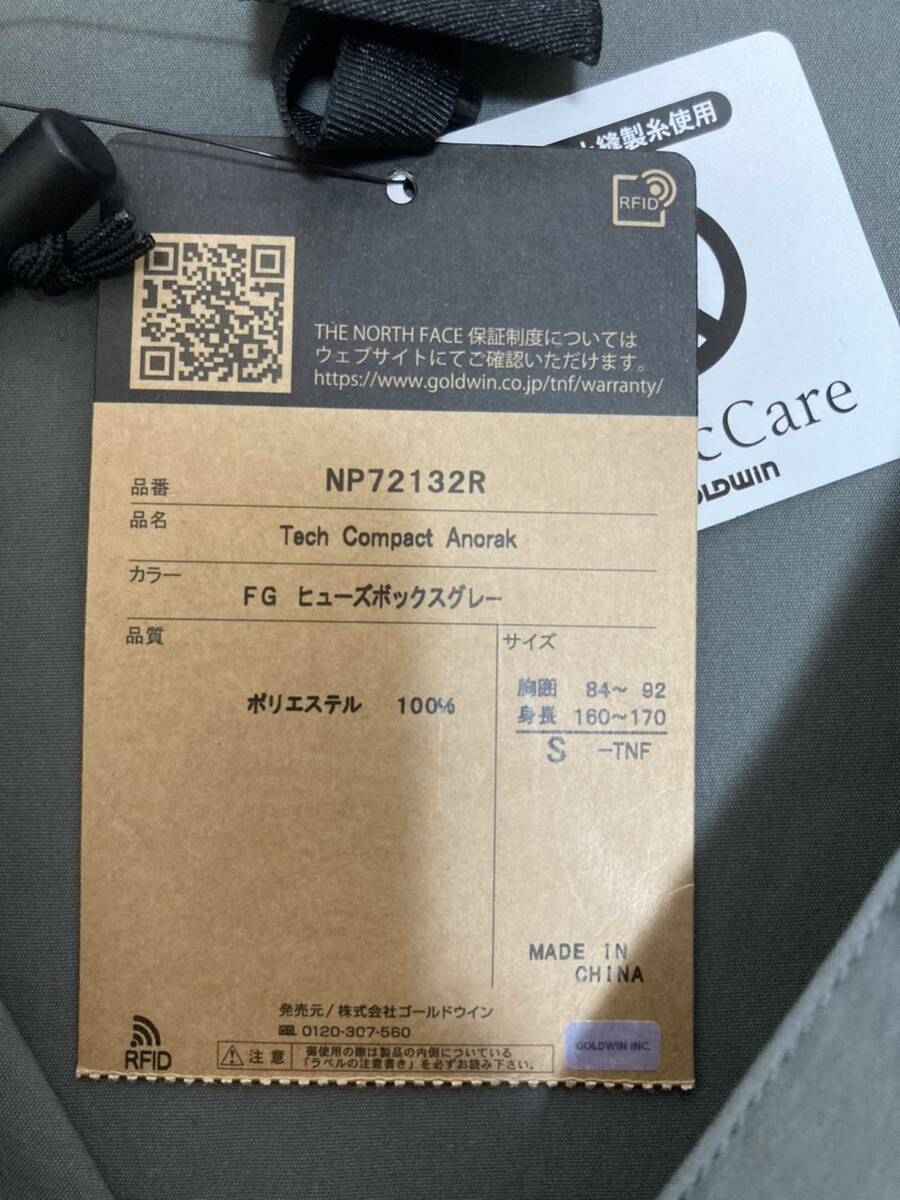 縫製糸使用
RFID
THE NORTH FACE 保証制度については
ウェブサイトにてご確認いただけます。
https://www.goldwin.co.jp/tnf/warranty/
cCare
OLDWIN
品番 NP72132R
品名 Tech Compact Anorak
カラー FG ヒューズボックスグレー
品質
ポリエステル 100%
サイズ
胸囲 84～ 92
身長 160～170
S -TNF
MADE IN
CHINA
発売元/株式会社ゴールドウイン
0120-307-560
RFID
注意
御使用の際は製品の内側についている
「ラベルの注意書き」を必ずお読み下さい。
GOLDWIN INC.